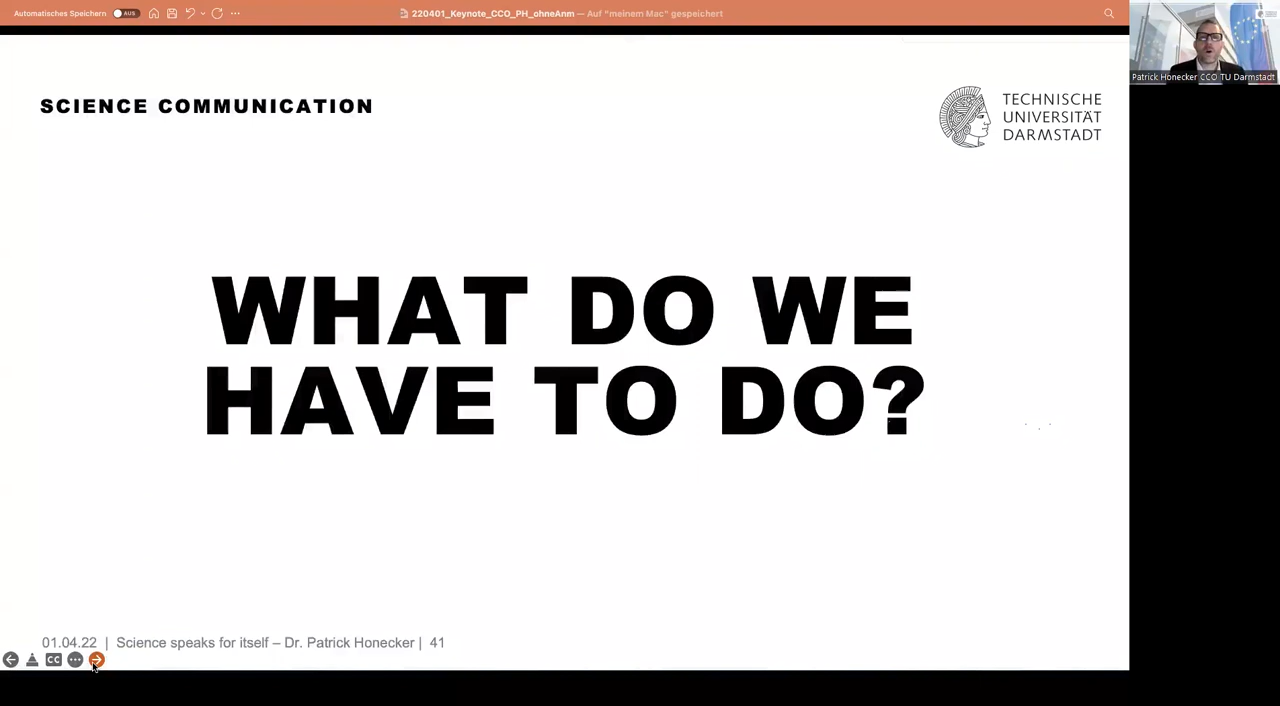 Automatisches Speichern AUS
220401_Keynote_CCO_PH_ohneAnm — Auf "meinem Mac" gespeichert
Patrick Honecker CCO TU Darmstadt
SCIENCE COMMUNICATION
TECHNISCHE
UNIVERSITÄT
DARMSTADT
WHAT DO WE
HAVE TO DO?
01.04.22 | Science speaks for itself – Dr. Patrick Honecker | 41
CC